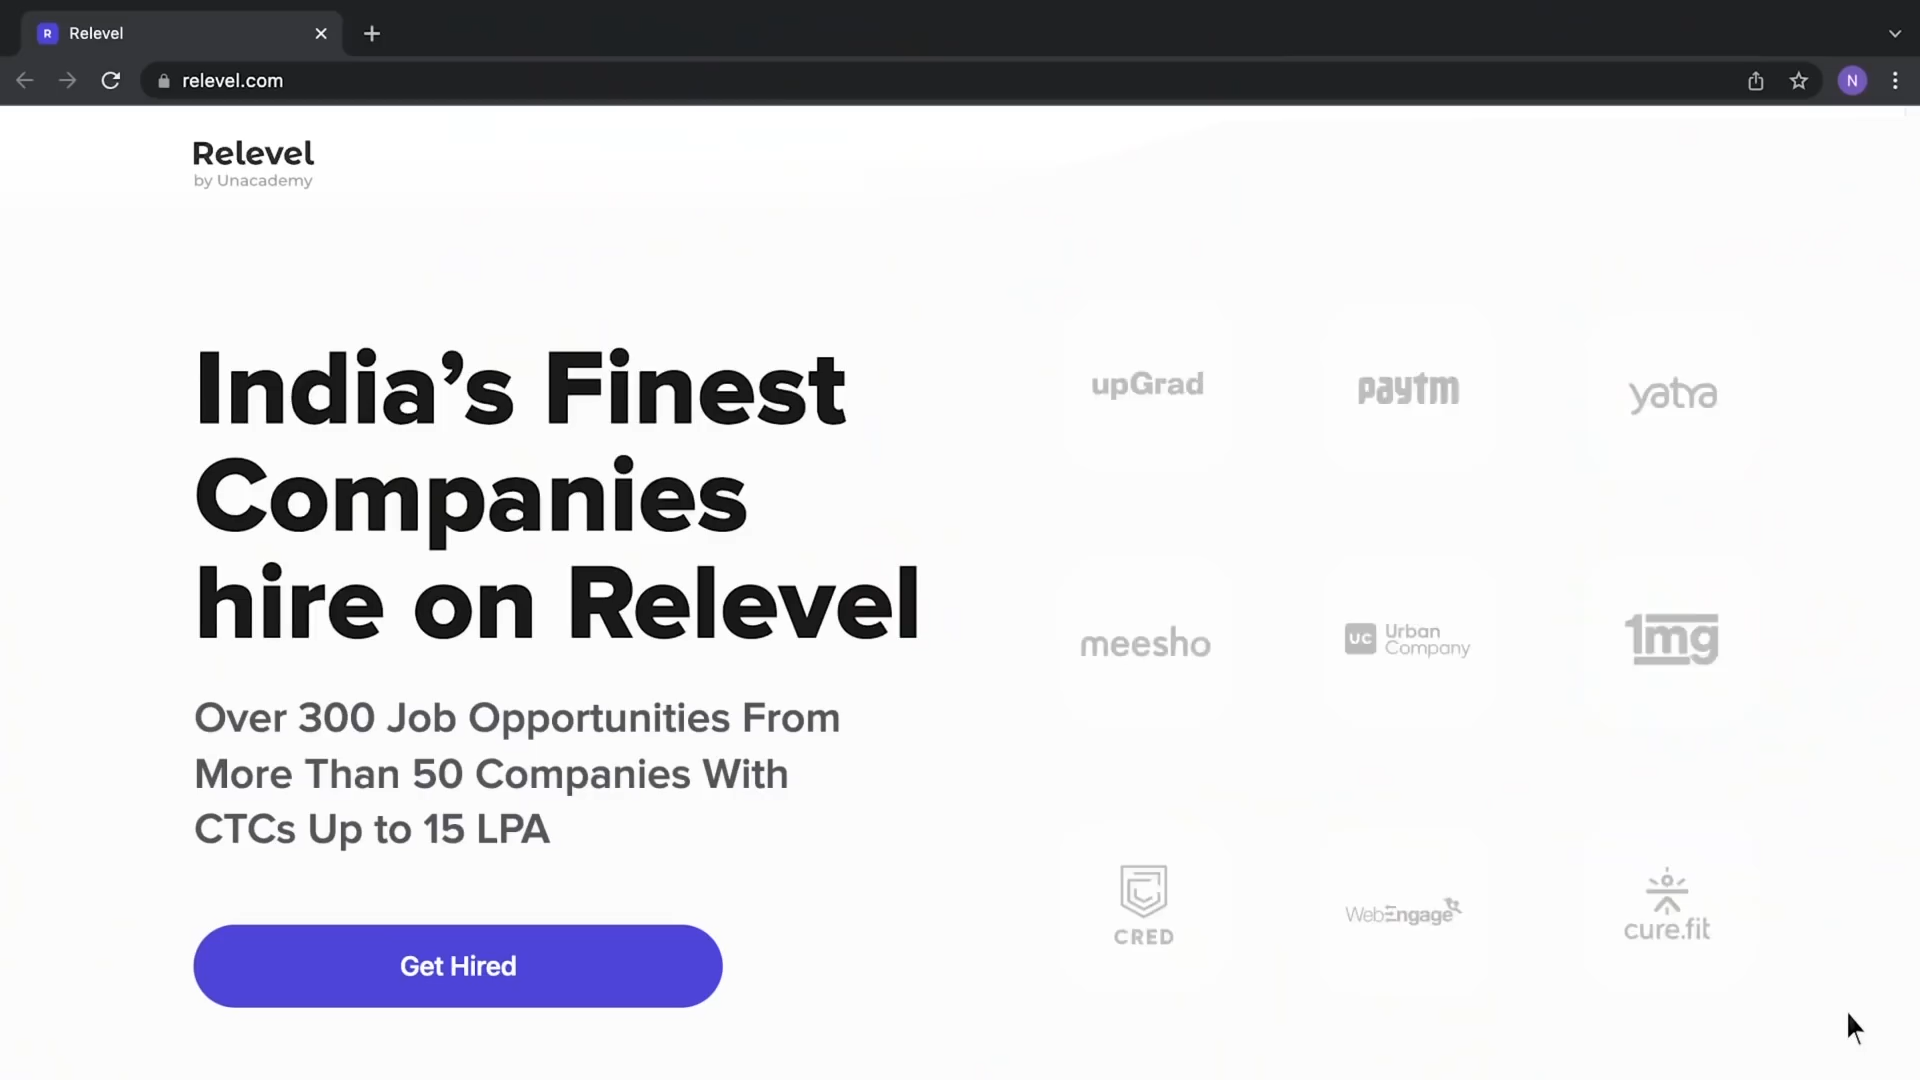 R Relevel
relevel.com
N
Relevel
by Unacademy
India’s Finest
Companies
hire on Relevel
Over 300 Job Opportunities From
More Than 50 Companies With
CTCs Up to 15 LPA
Get Hired
upGrad
paytm
yatra
meesho
UC Urban
Company
1mg
CRED
WebEngage
cure.fit